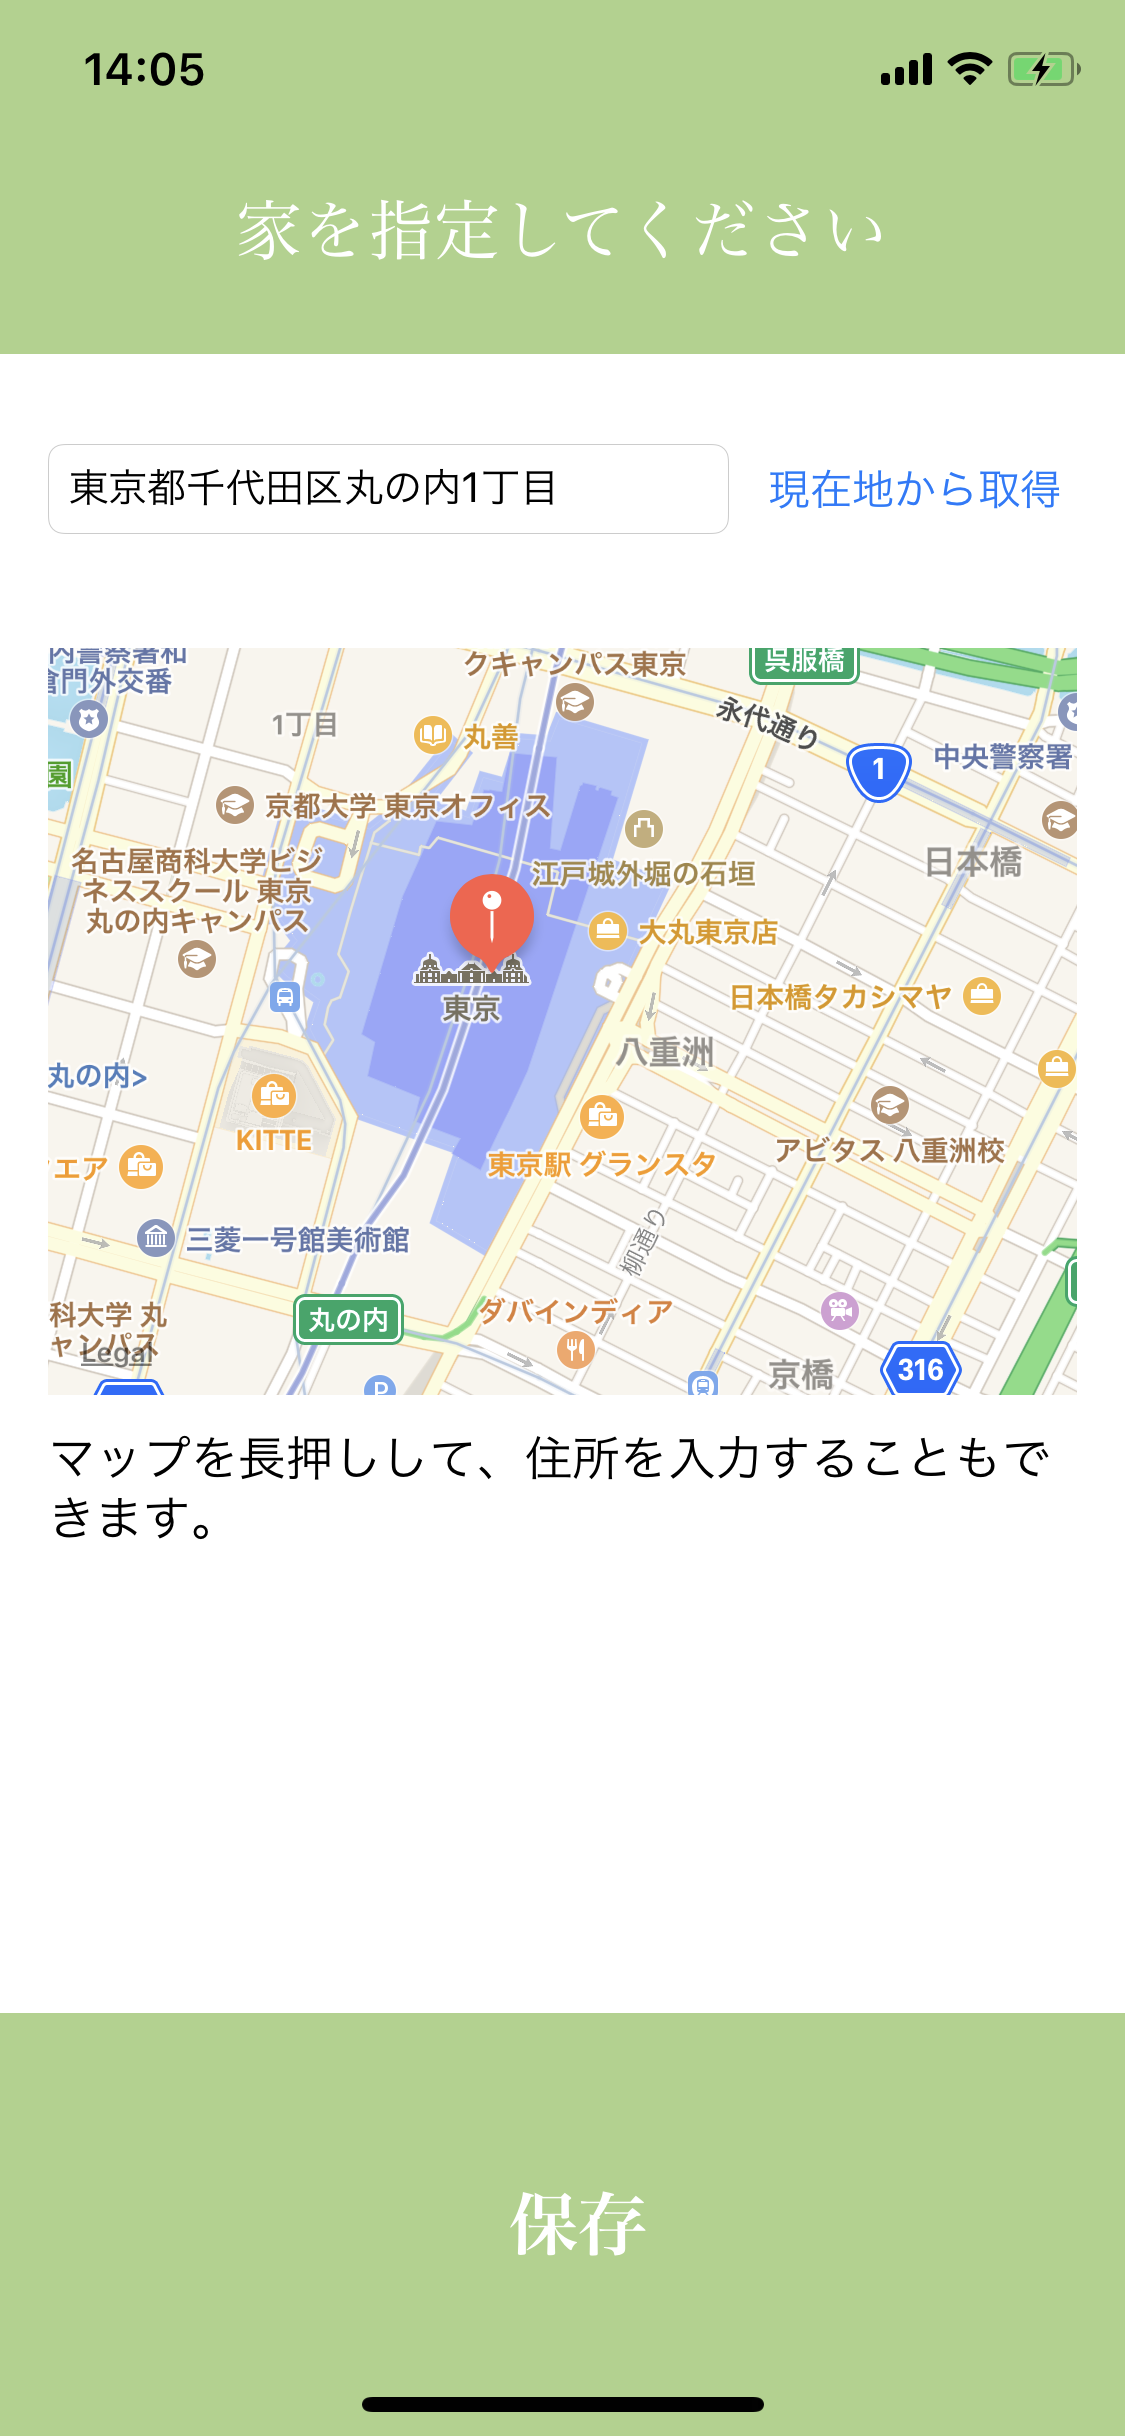 14:05
家を指定してください
東京都千代田区丸の内1丁目
現在地から取得
内警察署和
倉門外交番
クキャンパス東京
呉服橋
1丁目
丸善
永代通り
1
中央警察署
園
京都大学 東京オフィス
名古屋商科大学ビジ
ネススクール 東京
丸の内キャンパス
江戸城外堀の石垣
日本橋
大丸東京店
東京
日本橋タカシマヤ
八重洲
丸の内>
KITTE
エア
東京駅 グランスタ
アビタス 八重洲校
三菱一号館美術館
柳通り
科大学 丸
ャンパス
Legal
丸の内
ダバインディア
P
京橋
316
マップを長押しして、住所を入力することもで
きます。
保存